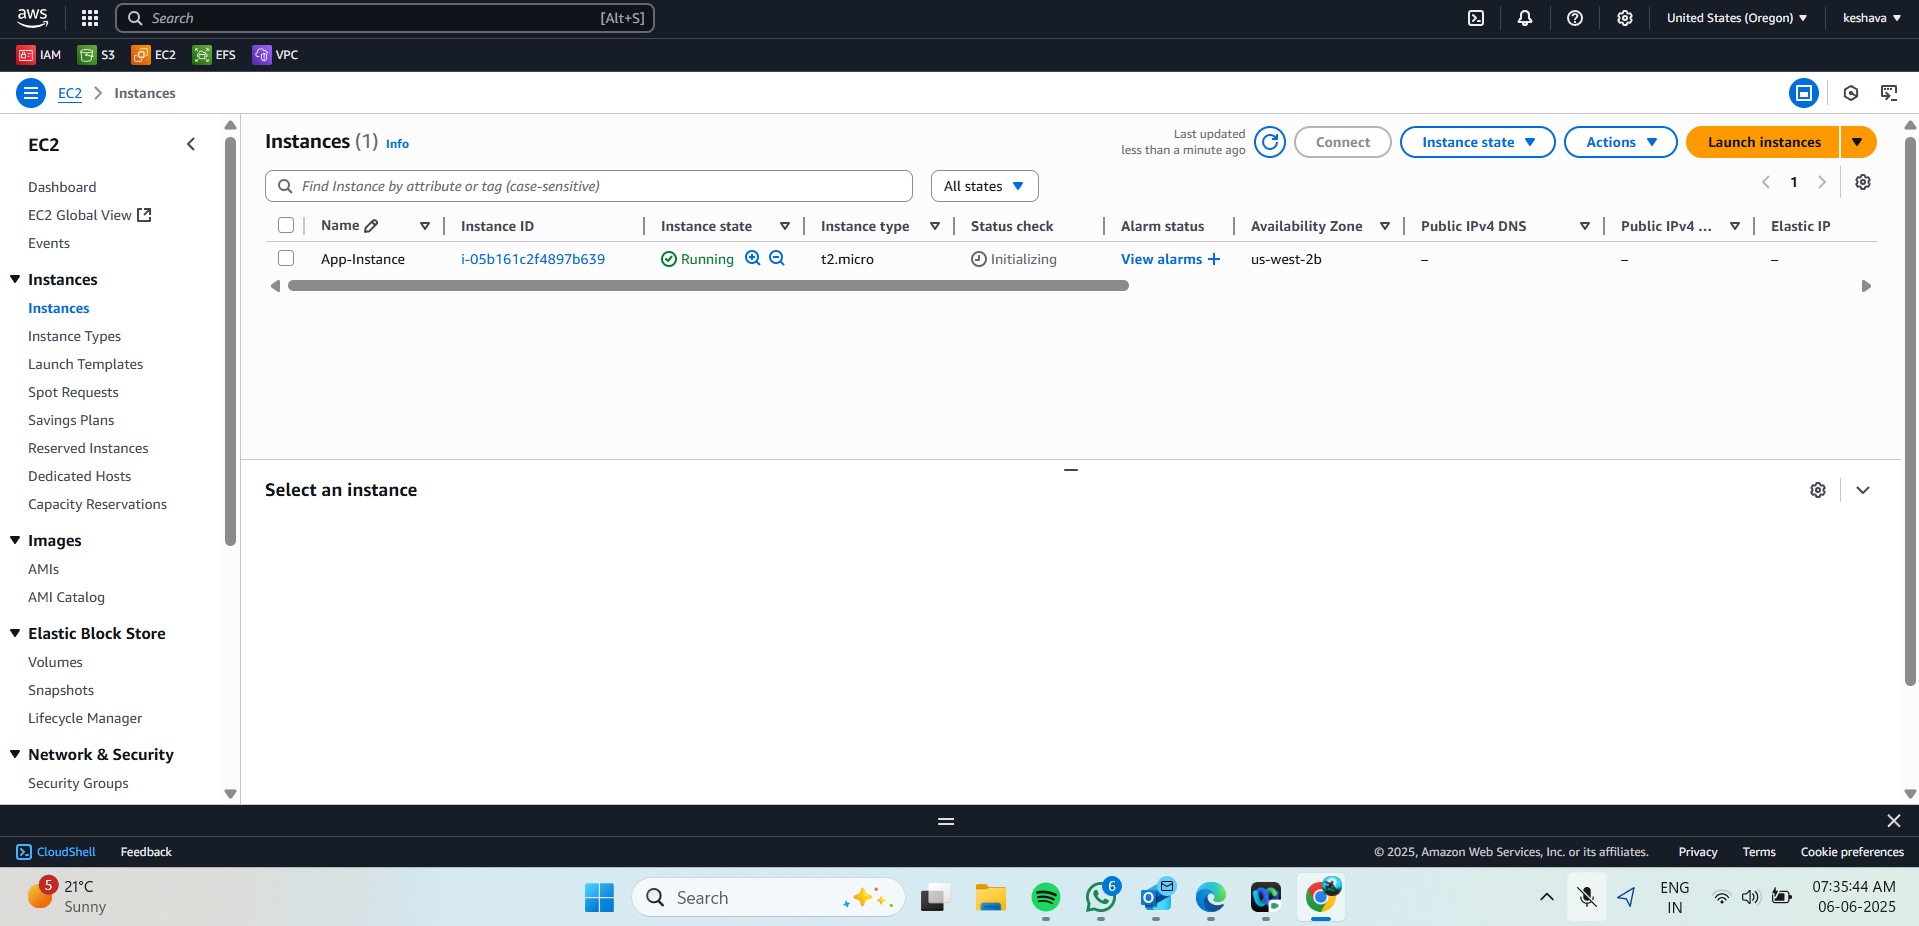 aws
Search [Alt+S]
United States (Oregon)
keshava
IAM S3 EC2 EFS VPC
EC2 Instances
EC2
Dashboard
EC2 Global View
Events
Instances
Instances
Instance Types
Launch Templates
Spot Requests
Savings Plans
Reserved Instances
Dedicated Hosts
Capacity Reservations
Images
AMIs
AMI Catalog
Elastic Block Store
Volumes
Snapshots
Lifecycle Manager
Network & Security
Security Groups
Instances (1) Info
Last updated
less than a minute ago
Connect
Instance state
Actions
Launch instances
Find Instance by attribute or tag (case-sensitive)
All states
1
Name Instance ID Instance state Instance type Status check Alarm status Availability Zone Public IPv4 DNS Public IPv4 ... Elastic IP
App-Instance i-05b161c2f4897b639 Running t2.micro Initializing View alarms + us-west-2b – – –
Select an instance
CloudShell Feedback
© 2025, Amazon Web Services, Inc. or its affiliates. Privacy Terms Cookie preferences
5
21°C
Sunny
Search
6
ENG
IN
07:35:44 AM
06-06-2025